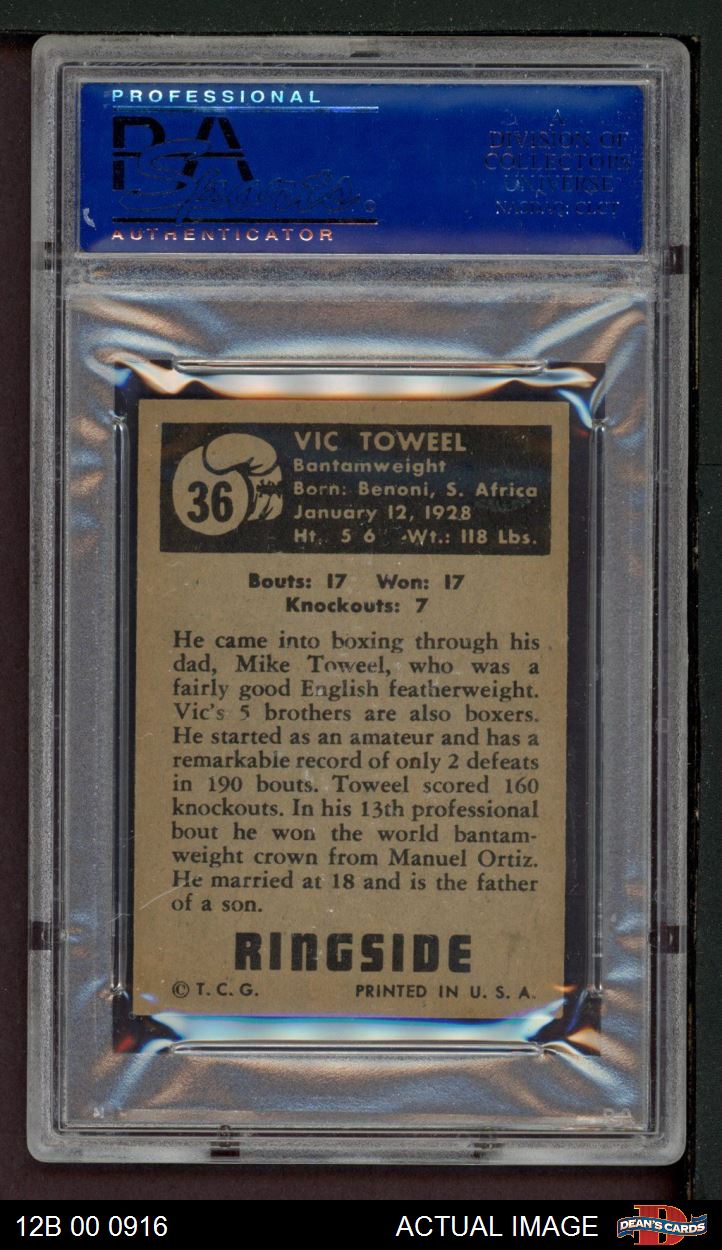 PROFESSIONAL
PSA
Sports
AUTHENTICATOR
A
DIVISION OF
COLLECTORS
UNIVERSE
NASDAQ: CLCT
36
VIC TOWEEL
Bantamweight
Born: Benoni, S. Africa
January 12, 1928
Ht. 5 6 Wt.: 118 Lbs.
Bouts: 17 Won: 17
Knockouts: 7
He came into boxing through his
dad, Mike Toweel, who was a
fairly good English featherweight.
Vic's 5 brothers are also boxers.
He started as an amateur and has a
remarkable record of only 2 defeats
in 190 bouts. Toweel scored 160
knockouts. In his 13th professional
bout he won the world bantam-
weight crown from Manuel Ortiz.
He married at 18 and is the father
of a son.
RINGSIDE
© T. C. G. PRINTED IN U. S. A.
12B 00 0916 ACTUAL IMAGE DEAN'S CARDS